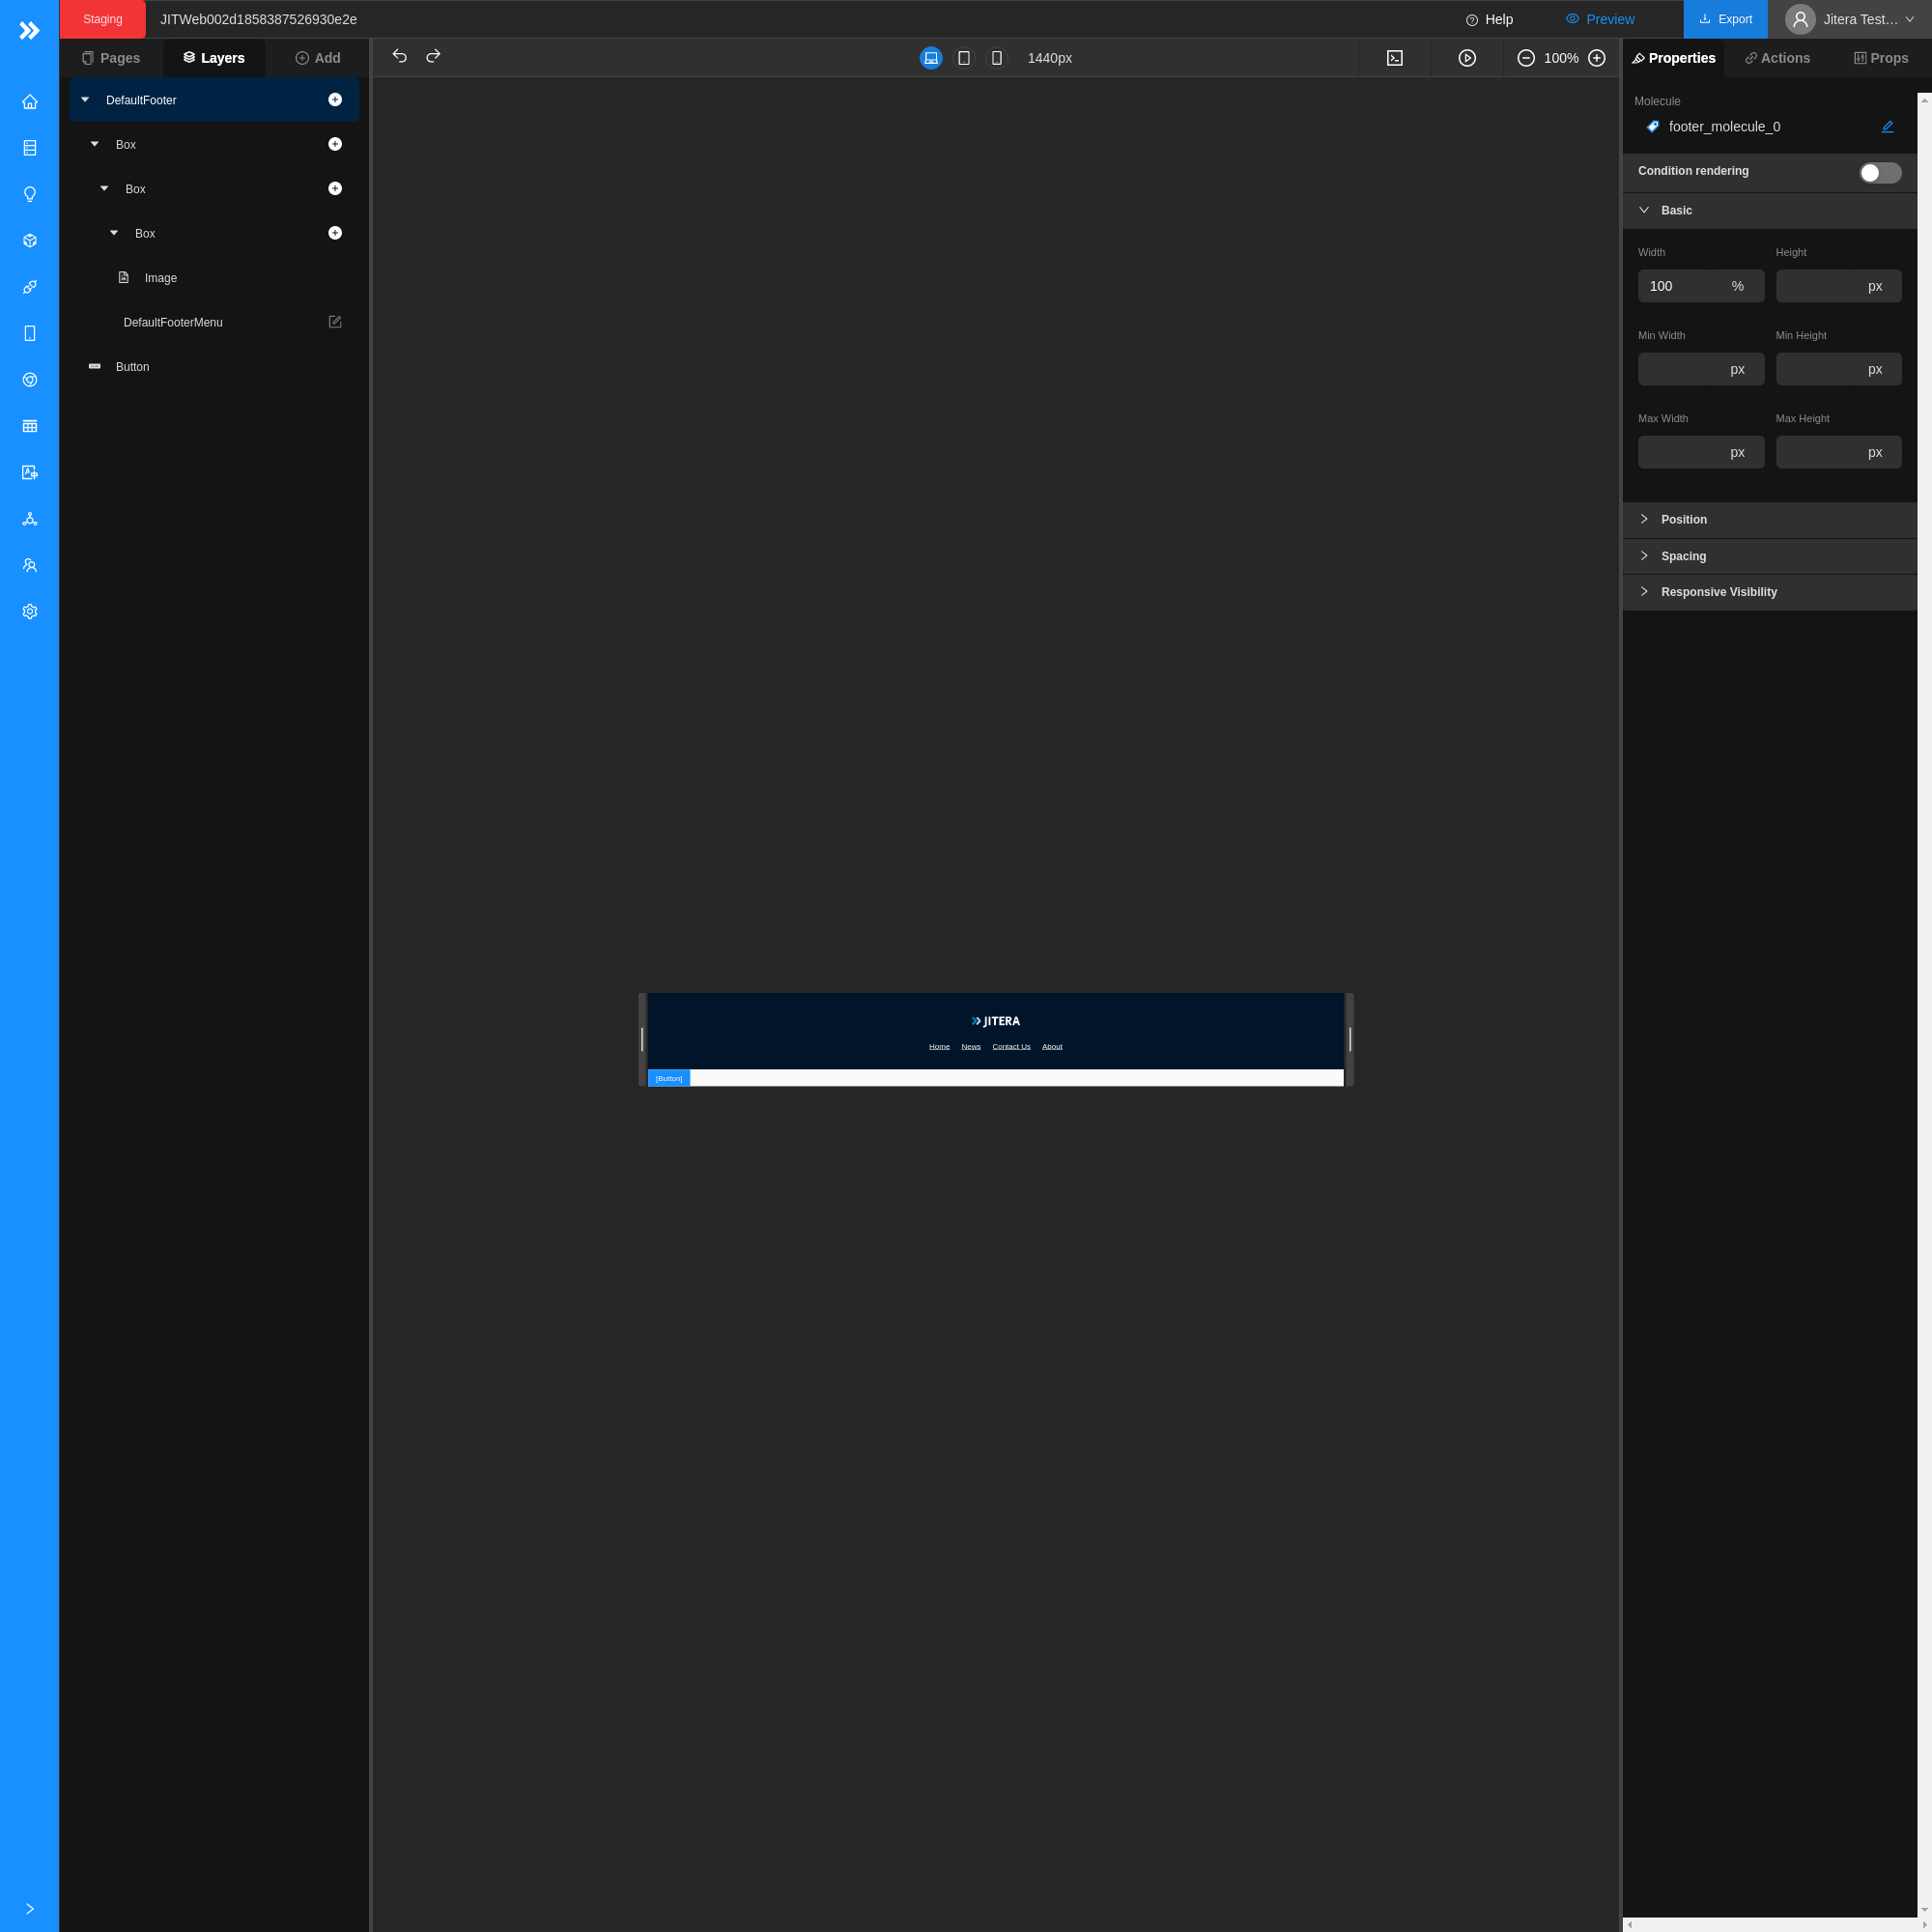 Staging
JITWeb002d1858387526930e2e
Help
Preview
Export
Jitera Test...
Pages
Layers
Add
1440px
100%
Properties
Actions
Props
DefaultFooter
Box
Box
Box
Image
DefaultFooterMenu
Button
JITERA
Home News Contact Us About
[Button]
Molecule
footer_molecule_0
Condition rendering
Basic
Width Height
100 % px
Min Width Min Height
px px
Max Width Max Height
px px
Position
Spacing
Responsive Visibility